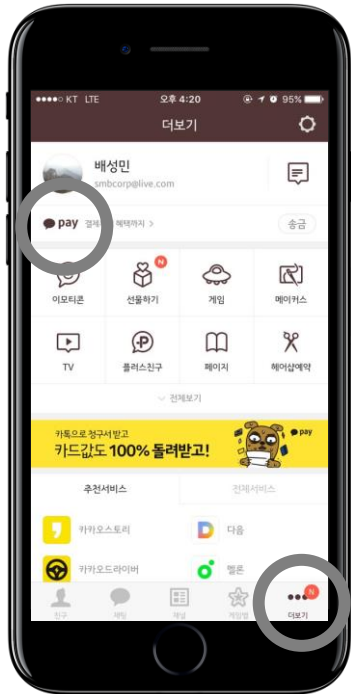 KT LTE 오후 4:20 95%
더보기
배성민
smbcorp@live.com
pay 결제 혜택까지 >
송금
N
이모티콘 선물하기 게임 메이커스
P
TV 플러스친구 페이지 헤어샵예약
전체보기
카톡으로 청구서 받고
카드값도 100% 돌려받고!
pay
추천서비스 전체서비스
카카오스토리 D 다음
카카오드라이버 멜론
N
친구 채팅 채널 게임별 더보기